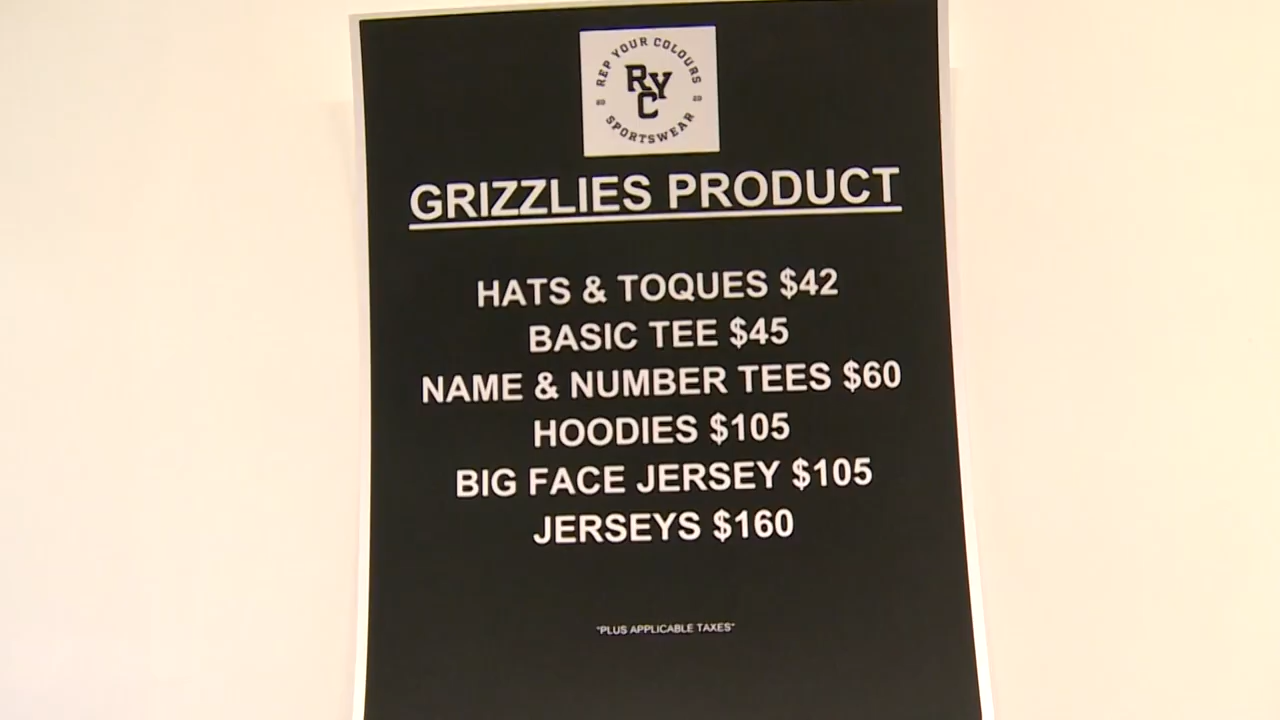 REP YOUR COLOURS
RYC
SPORTSWEAR
GRIZZLIES PRODUCT
HATS & TOQUES $42
BASIC TEE $45
NAME & NUMBER TEES $60
HOODIES $105
BIG FACE JERSEY $105
JERSEYS $160
"PLUS APPLICABLE TAXES"